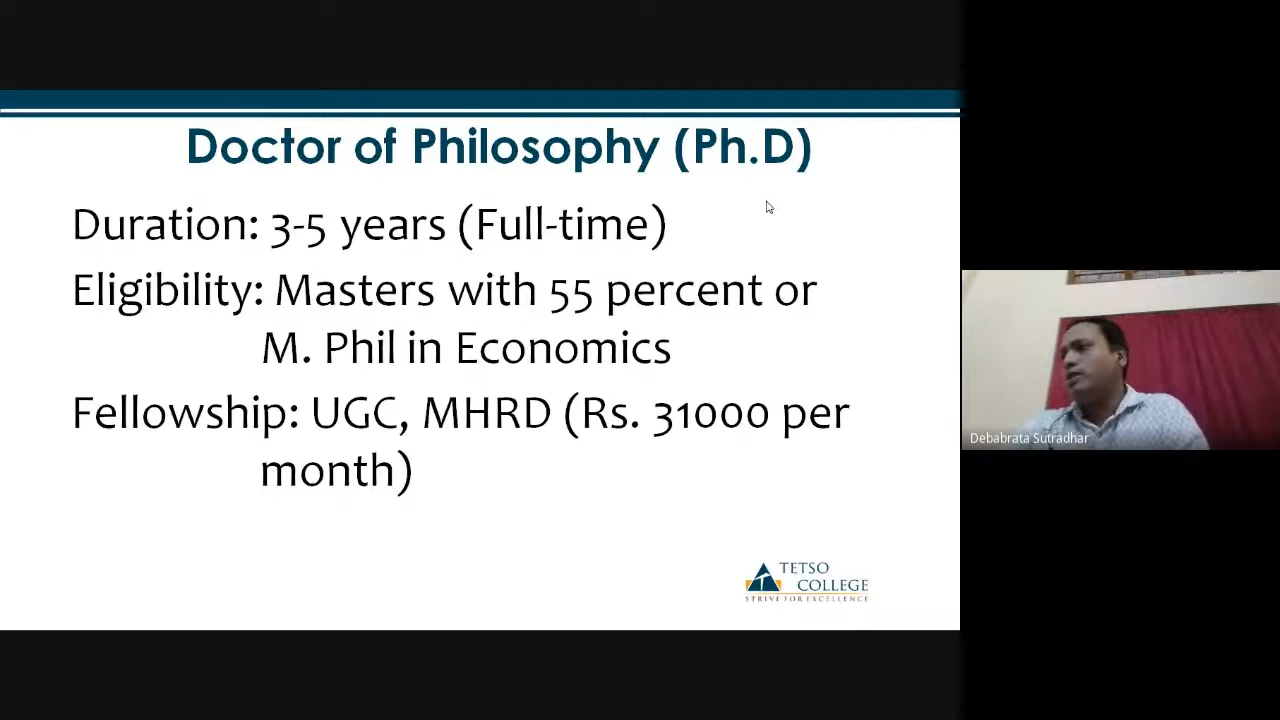 Doctor of Philosophy (Ph.D)
Duration: 3-5 years (Full-time)
Eligibility: Masters with 55 percent or
M. Phil in Economics
Fellowship: UGC, MHRD (Rs. 31000 per
month)
Debabrata Sutradhar
TETSO
COLLEGE
STRIVE FOR EXCELLENCE